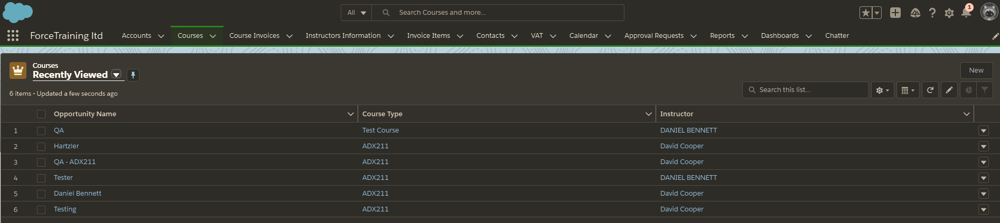 All Search Courses and more... 1
ForceTraining ltd Accounts Courses Course Invoices Instructors Information Invoice Items Contacts VAT Calendar Approval Requests Reports Dashboards Chatter
Courses
Recently Viewed
New
6 items • Updated a few seconds ago
Search this list...
Opportunity Name Course Type Instructor
1 QA Test Course DANIEL BENNETT
2 Hartzler ADX211 David Cooper
3 QA - ADX211 ADX211 David Cooper
4 Tester ADX211 DANIEL BENNETT
5 Daniel Bennett ADX211 David Cooper
6 Testing ADX211 David Cooper